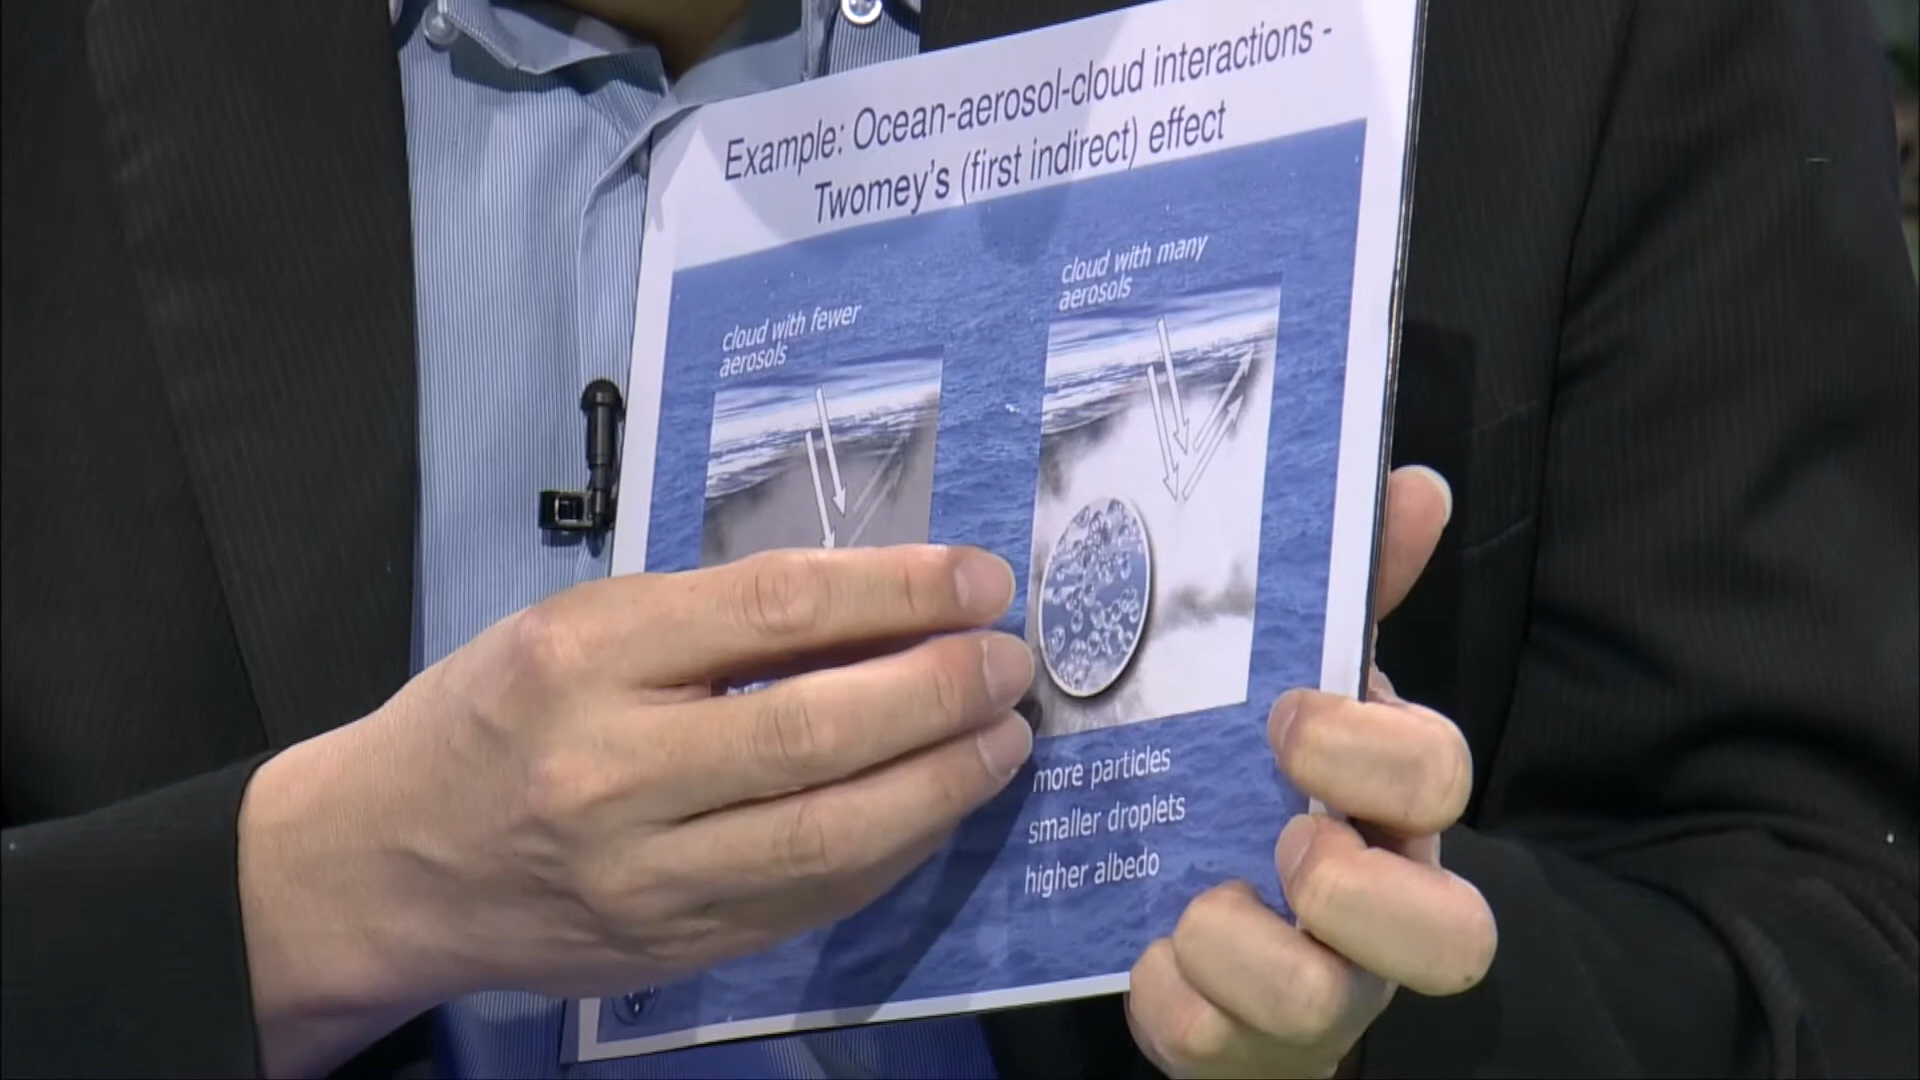 Example: Ocean-aerosol-cloud interactions -
Twomey's (first indirect) effect
cloud with fewer
aerosols
cloud with many
aerosols
more particles
smaller droplets
higher albedo